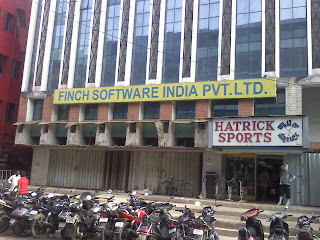 FINCH SOFTWARE INDIA PVT.LTD.
HATRICK
SPORTS